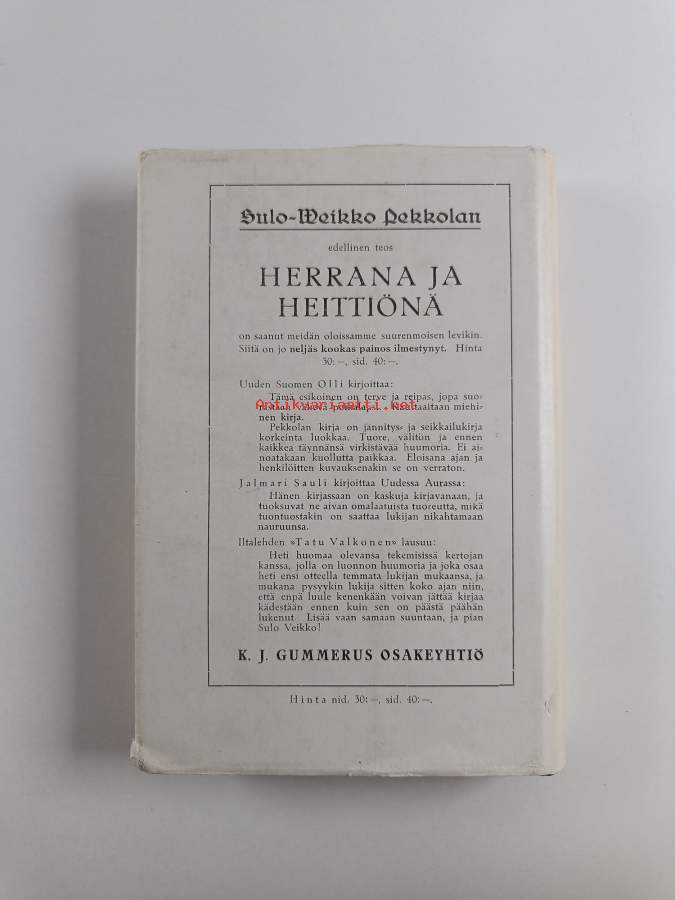 Sulo-Weikko Pekkolan
edellinen teos
HERRANA JA
HEITTIÖNÄ
on saanut meidän oloissamme suurenmoisen levikin.
Siitä on jo neljäs kookas painos ilmestynyt. Hinta
30:—, sid. 40:—.
Uuden Suomen Olli kirjoittaa:
Tämä esikoinen on terve ja reipas, jopa suo-
Antikvariaatti.net
nen kirja.
Pekkolan kirja on jännitys- ja seikkailukirja
korkeinta luokkaa. Tuore, välitön ja ennen
kaikkea täynnänsä virkistävää huumoria. Ei ai-
noatakaan kuollutta paikkaa. Eloisana ajan ja
henkilöitten kuvauksenakin se on verraton.
Jalmari Sauli kirjoittaa Uudessa Aurassa:
Hänen kirjassaan on kaskuja kirjavanaan, ja
tuoksuvat ne aivan omalaatuista tuoreutta, mikä
tuontuostakin on saattaa lukijan nikahtamaan
nauruunsa.
Iltalehden »Tatu Valkonen» lausuu:
Heti huomaa olevansa tekemisissä kertojan
kanssa, jolla on luonnon huumoria ja joka osaa
heti ensi otteella temmata lukijan mukaansa, ja
mukana pysyykin lukija sitten koko ajan niin,
että enpä luule kenenkään voivan jättää kirjaa
kädestään ennen kuin sen on päästä päähän
lukenut. Lisää vaan samaan suuntaan, ja pian
Sulo Veikko!
K. J. GUMMERUS OSAKEYHTIÖ
Hinta nid. 30:—, sid. 40:—.